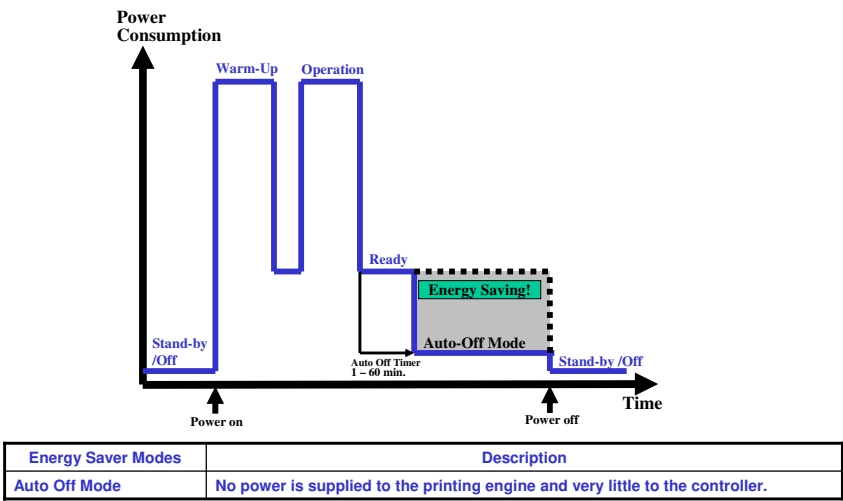 Power
Consumption
Warm-Up
Operation
Ready
Energy Saving!
Auto-Off Mode
Stand-by
/Off
Auto Off Timer
1 – 60 min.
Stand-by /Off
Time
Power on
Power off
Energy Saver Modes
Description
Auto Off Mode
No power is supplied to the printing engine and very little to the controller.